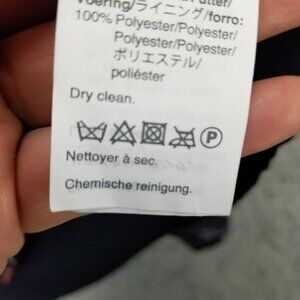 voering/ライニング/forro:
100% Polyester/Polyester/
Polyester/Polyester/
ポリエステル/
poliéster
Dry clean.
P
Nettoyer à sec.
Chemische reinigung.